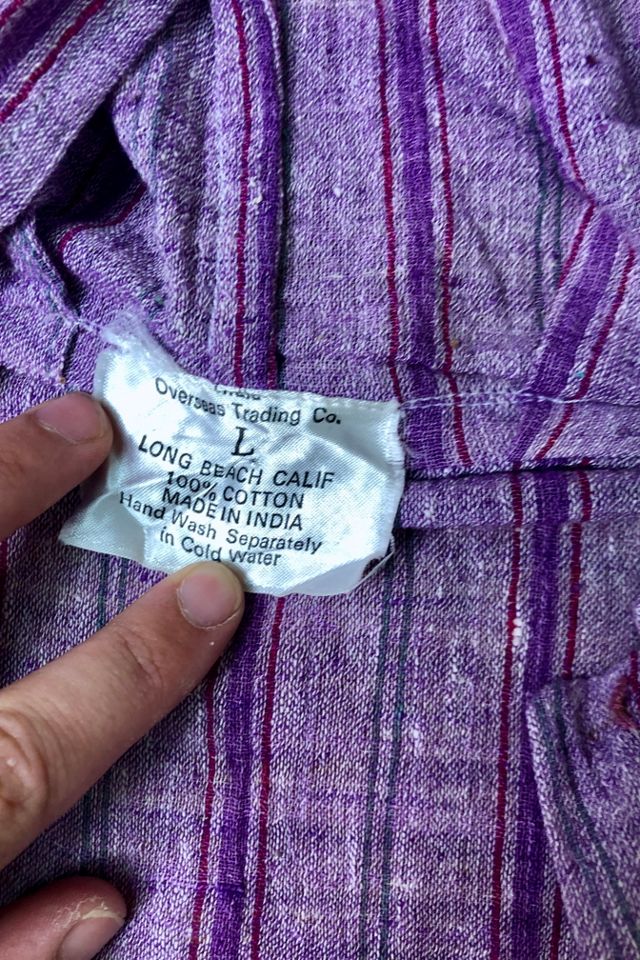 Overseas Trading Co.
L
LONG BEACH CALIF
100% COTTON
MADE IN INDIA
Hand Wash Separately
in Cold Water